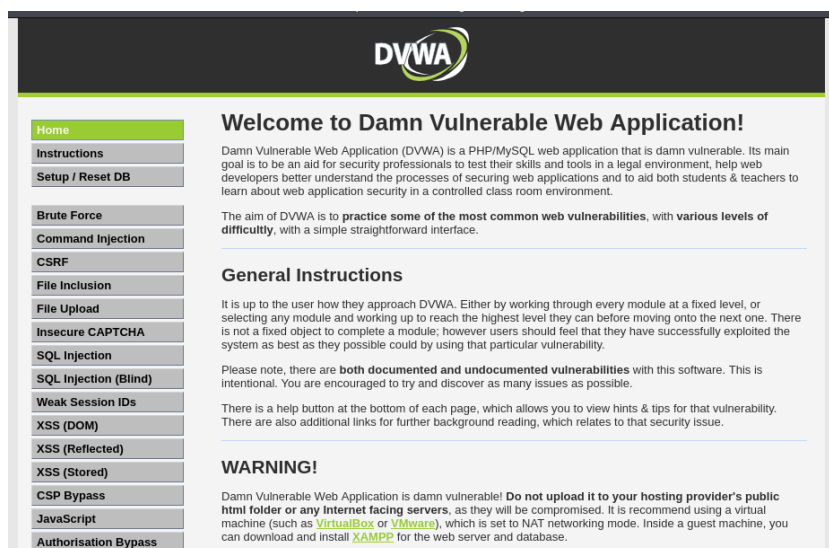 DVWA
Home
Instructions
Setup / Reset DB
Brute Force
Command Injection
CSRF
File Inclusion
File Upload
Insecure CAPTCHA
SQL Injection
SQL Injection (Blind)
Weak Session IDs
XSS (DOM)
XSS (Reflected)
XSS (Stored)
CSP Bypass
JavaScript
Authorisation Bypass
Welcome to Damn Vulnerable Web Application!
Damn Vulnerable Web Application (DVWA) is a PHP/MySQL web application that is damn vulnerable. Its main
goal is to be an aid for security professionals to test their skills and tools in a legal environment, help web
developers better understand the processes of securing web applications and to aid both students & teachers to
learn about web application security in a controlled class room environment.
The aim of DVWA is to practice some of the most common web vulnerabilities, with various levels of
difficultly, with a simple straightforward interface.
General Instructions
It is up to the user how they approach DVWA. Either by working through every module at a fixed level, or
selecting any module and working up to reach the highest level they can before moving onto the next one. There
is not a fixed object to complete a module; however users should feel that they have successfully exploited the
system as best as they possible could by using that particular vulnerability.
Please note, there are both documented and undocumented vulnerabilities with this software. This is
intentional. You are encouraged to try and discover as many issues as possible.
There is a help button at the bottom of each page, which allows you to view hints & tips for that vulnerability.
There are also additional links for further background reading, which relates to that security issue.
WARNING!
Damn Vulnerable Web Application is damn vulnerable! Do not upload it to your hosting provider's public
html folder or any Internet facing servers, as they will be compromised. It is recommend using a virtual
machine (such as VirtualBox or VMware), which is set to NAT networking mode. Inside a guest machine, you
can download and install XAMPP for the web server and database.